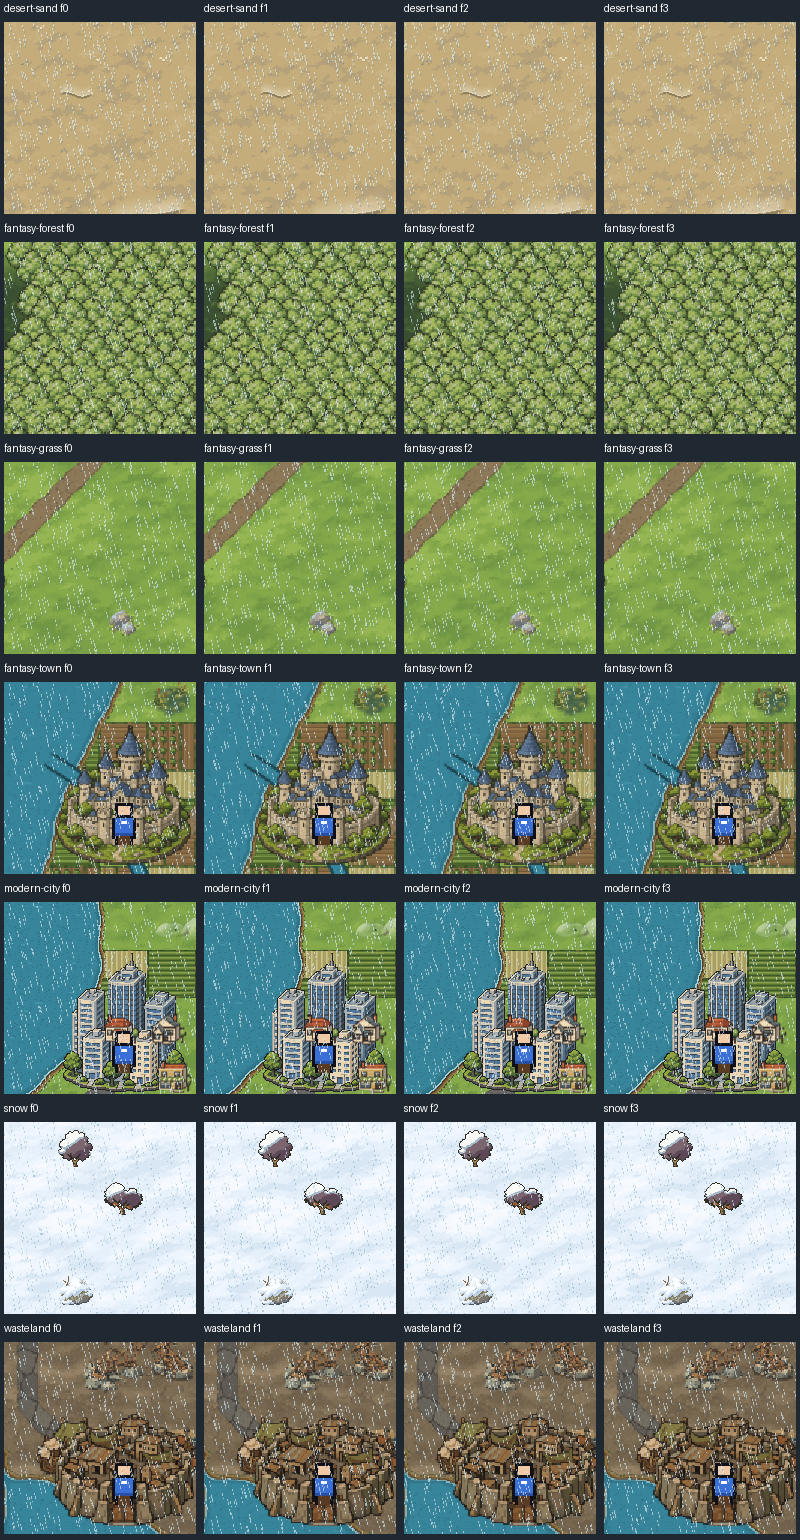 desert-sand f0 desert-sand f1 desert-sand f2 desert-sand f3
fantasy-forest f0 fantasy-forest f1 fantasy-forest f2 fantasy-forest f3
fantasy-grass f0 fantasy-grass f1 fantasy-grass f2 fantasy-grass f3
fantasy-town f0 fantasy-town f1 fantasy-town f2 fantasy-town f3
modern-city f0 modern-city f1 modern-city f2 modern-city f3
snow f0 snow f1 snow f2 snow f3
wasteland f0 wasteland f1 wasteland f2 wasteland f3